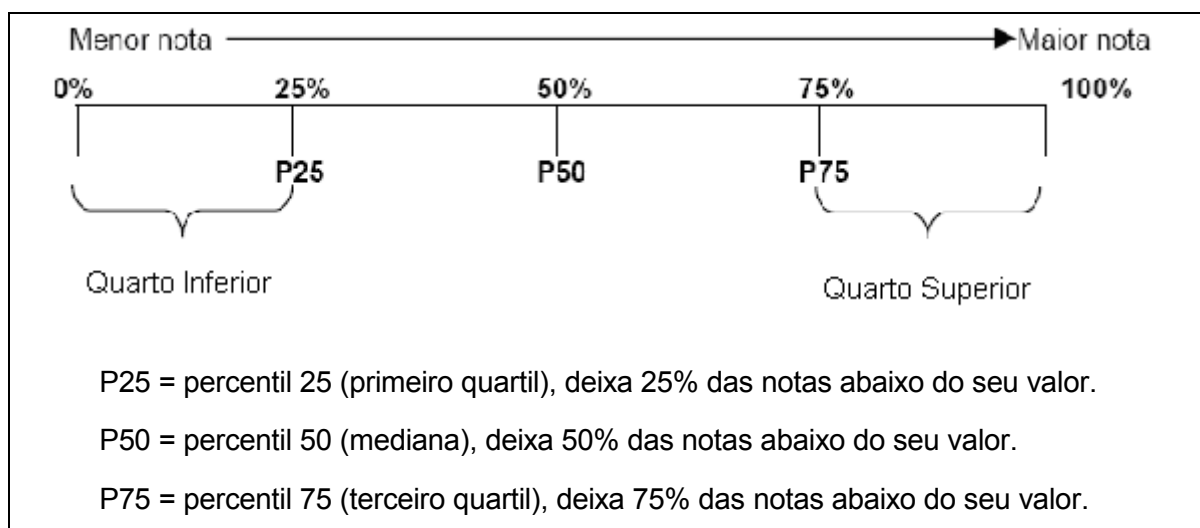 Menor nota Maior nota
0% 25% 50% 75% 100%
P25 P50 P75
Quarto Inferior Quarto Superior
P25 = percentil 25 (primeiro quartil), deixa 25% das notas abaixo do seu valor.
P50 = percentil 50 (mediana), deixa 50% das notas abaixo do seu valor.
P75 = percentil 75 (terceiro quartil), deixa 75% das notas abaixo do seu valor.